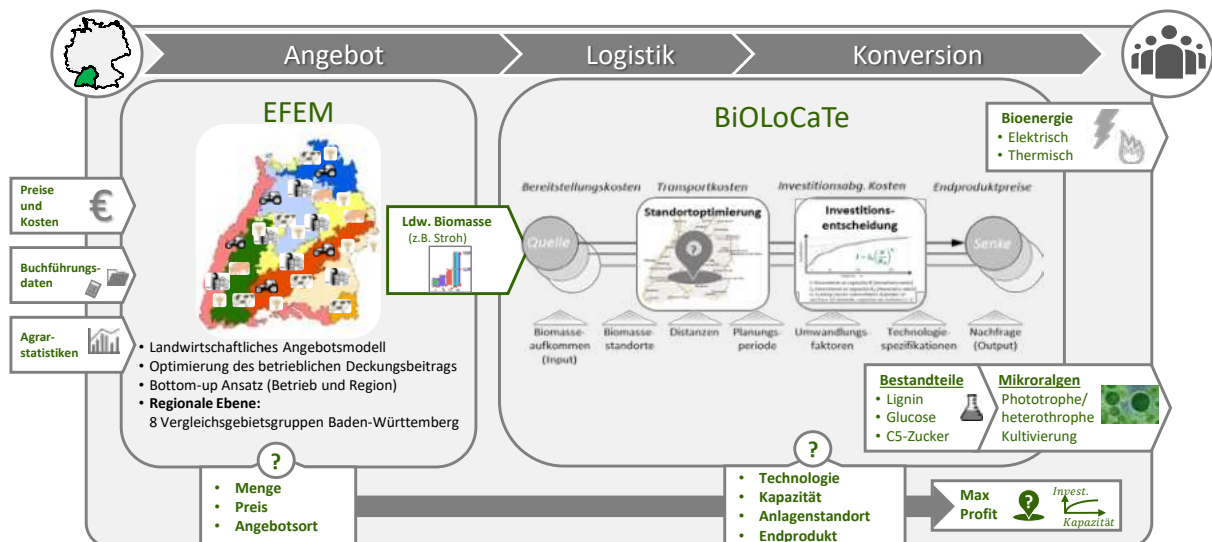 Angebot
Logistik
Konversion
EFEM
BiOLoCaTe
Preise
und
Kosten
€
Buchführungs-
daten
Agrar-
statistiken
• Landwirtschaftliches Angebotsmodell
• Optimierung des betrieblichen Deckungsbeitrags
• Bottom-up Ansatz (Betrieb und Region)
• Regionale Ebene:
8 Vergleichsgebietsgruppen Baden-Württemberg
Ldw. Biomasse
(z.B. Stroh)
Bereitstellungskosten
Transportkosten
Investitionsabg. Kosten
Endproduktpreise
Quelle
Standortoptimierung
?
Investitions-
entscheidung
Senke
Biomasse-
aufkommen
(Input)
Biomasse-
standorte
Distanzen
Planungs-
periode
Umwandlungs-
faktoren
Technologie-
spezifikationen
Nachfrage
(Output)
Bioenergie
• Elektrisch
• Thermisch
Bestandteile
• Lignin
• Glucose
• C5-Zucker
Mikroralgen
Phototrophe/
heterothrophe
Kultivierung
?
• Menge
• Preis
• Angebotsort
?
• Technologie
• Kapazität
• Anlagenstandort
• Endprodukt
Max
Profit
?
Invest.
Kapazität